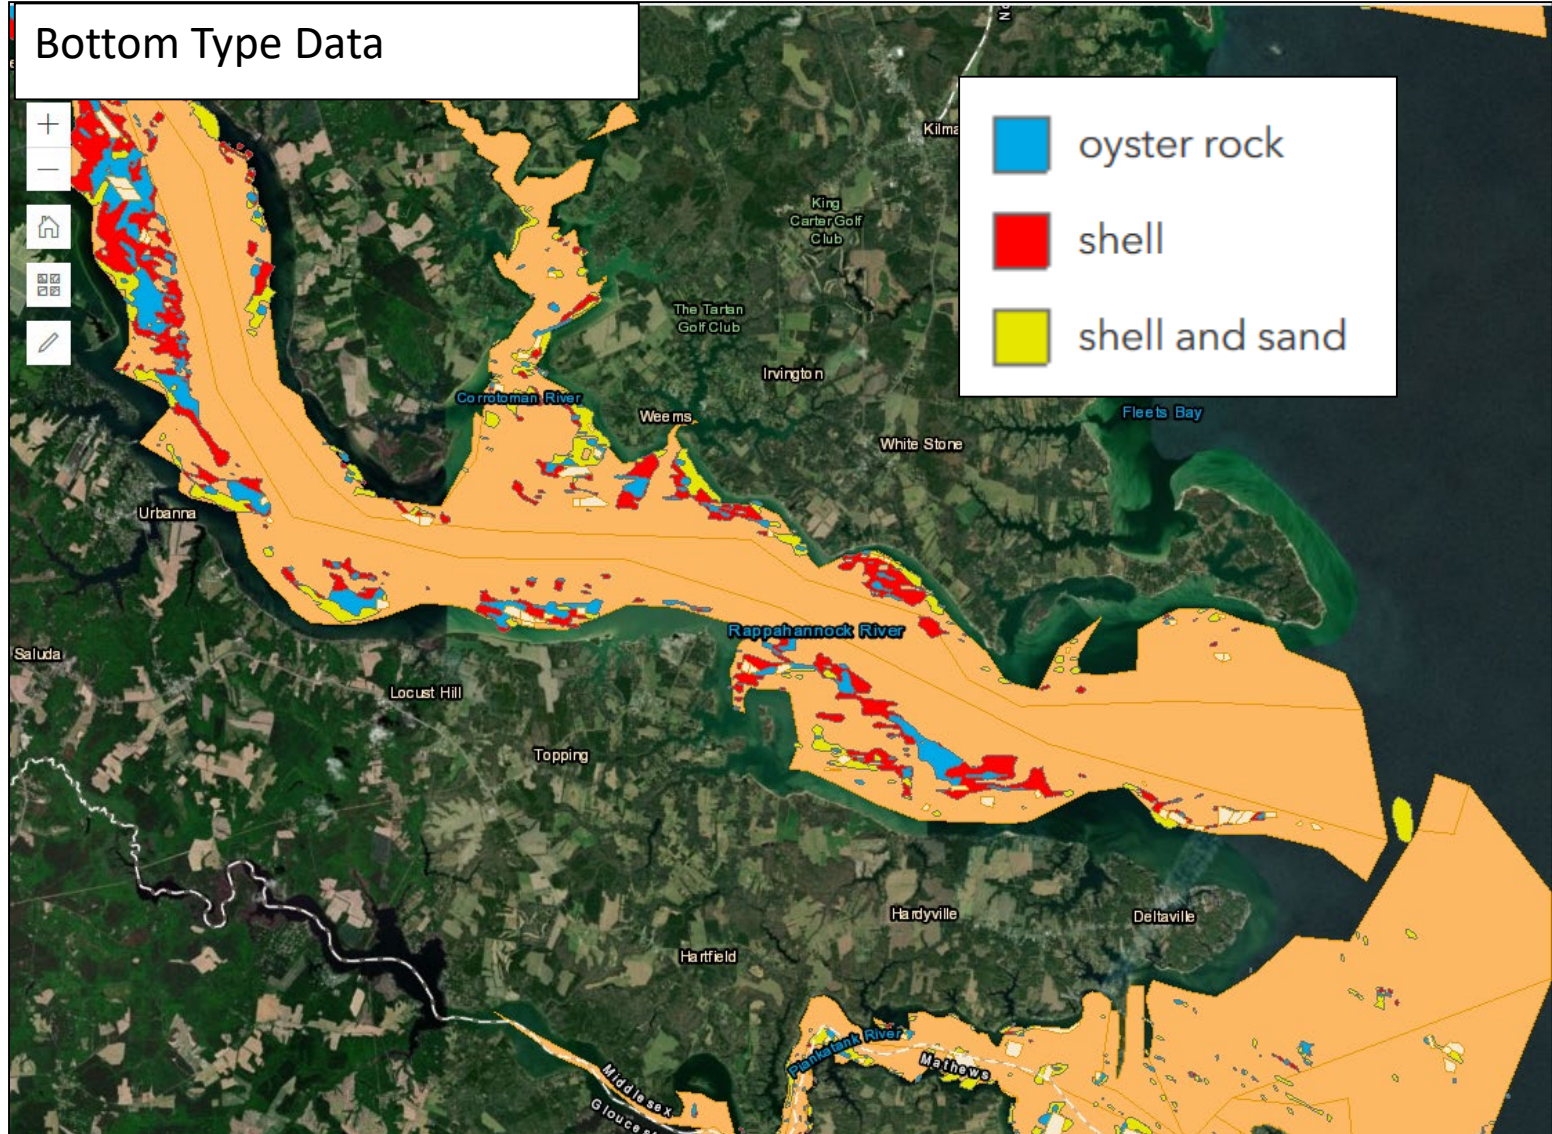 Bottom Type Data
oyster rock
shell
shell and sand
King
Carter Golf
Club
The Tartan
Golf Club
Irvington
Corrotoman River
Weems
Fleets Bay
White Stone
Urbanna
Rappahannock River
Saluda
Locust Hill
Topping
Hardyville
Deltaville
Hartfield
Piankatank River
Mathews
Middlesex